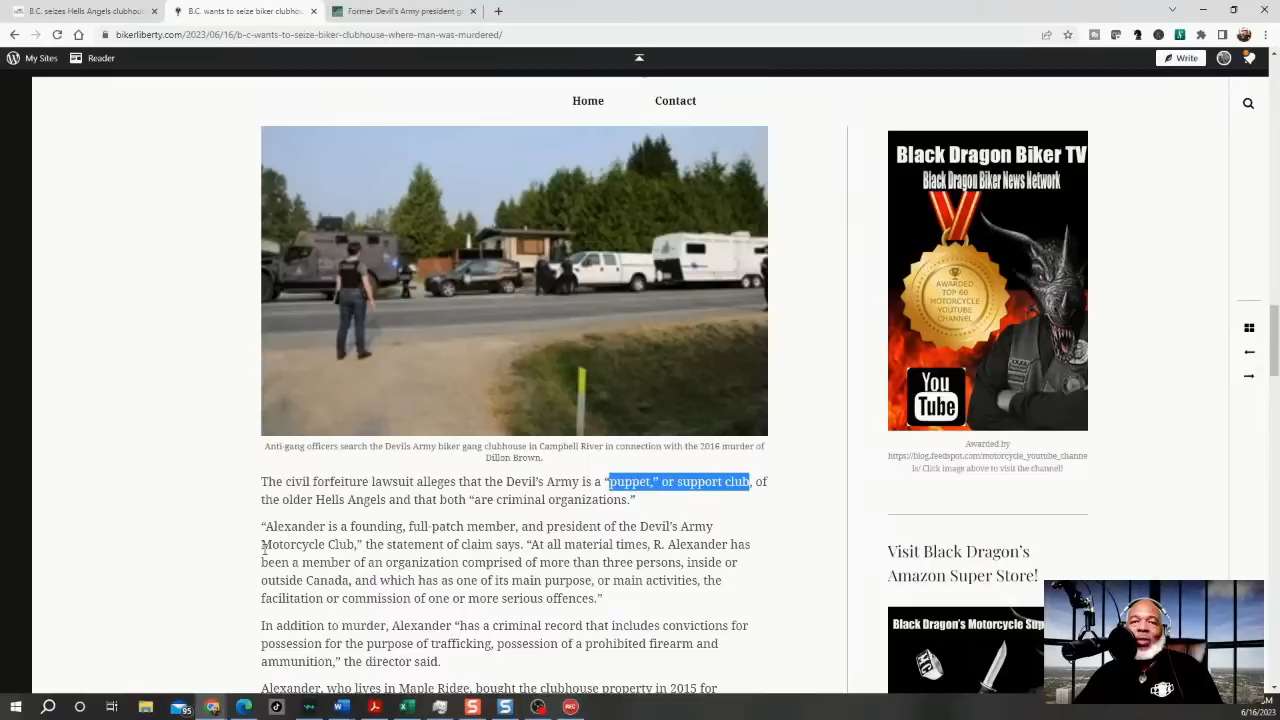 B.C. seizes Hells Angels clubhou
B.C. wants to seize biker clubhou
Former Devil's Army president g
bikerliberty.com/2023/06/16/b-c-wants-to-seize-biker-clubhouse-where-man-was-murdered/
My Sites
Reader
Write
Home
Contact
Anti-gang officers search the Devils Army biker gang clubhouse in Campbell River in connection with the 2016 murder of
Dillon Brown.
The civil forfeiture lawsuit alleges that the Devil’s Army is a “puppet,” or support club, of
the older Hells Angels and that both “are criminal organizations.”
“Alexander is a founding, full-patch member, and president of the Devil’s Army
Motorcycle Club,” the statement of claim says. “At all material times, R. Alexander has
been a member of an organization comprised of more than three persons, inside or
outside Canada, and which has as one of its main purpose, or main activities, the
facilitation or commission of one or more serious offences.”
In addition to murder, Alexander “has a criminal record that includes convictions for
possession for the purpose of trafficking, possession of a prohibited firearm and
ammunition,” the director said.
Alexander, who lives in Maple Ridge, bought the clubhouse property in 2015 for
Black Dragon Biker TV
Black Dragon Biker News Network
AWARDED
TOP 60
MOTORCYCLE
YOUTUBE
CHANNEL
You
Tube
Awarded by
https://blog.feedspot.com/motorcycle_youtube_channe
ls/ Click image above to visit the channel!
Visit Black Dragon’s
Amazon Super Store!
Black Dragon's Motorcycle Sup
95
6/16/2023